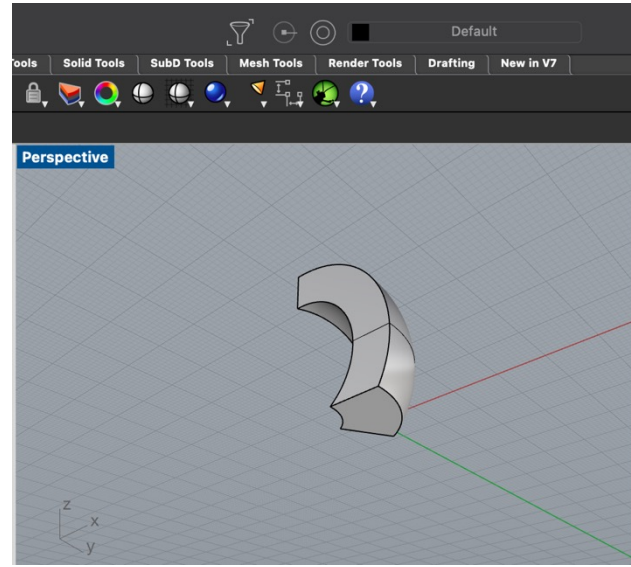 Default
ools Solid Tools SubD Tools Mesh Tools Render Tools Drafting New in V7
Perspective
z
x
y